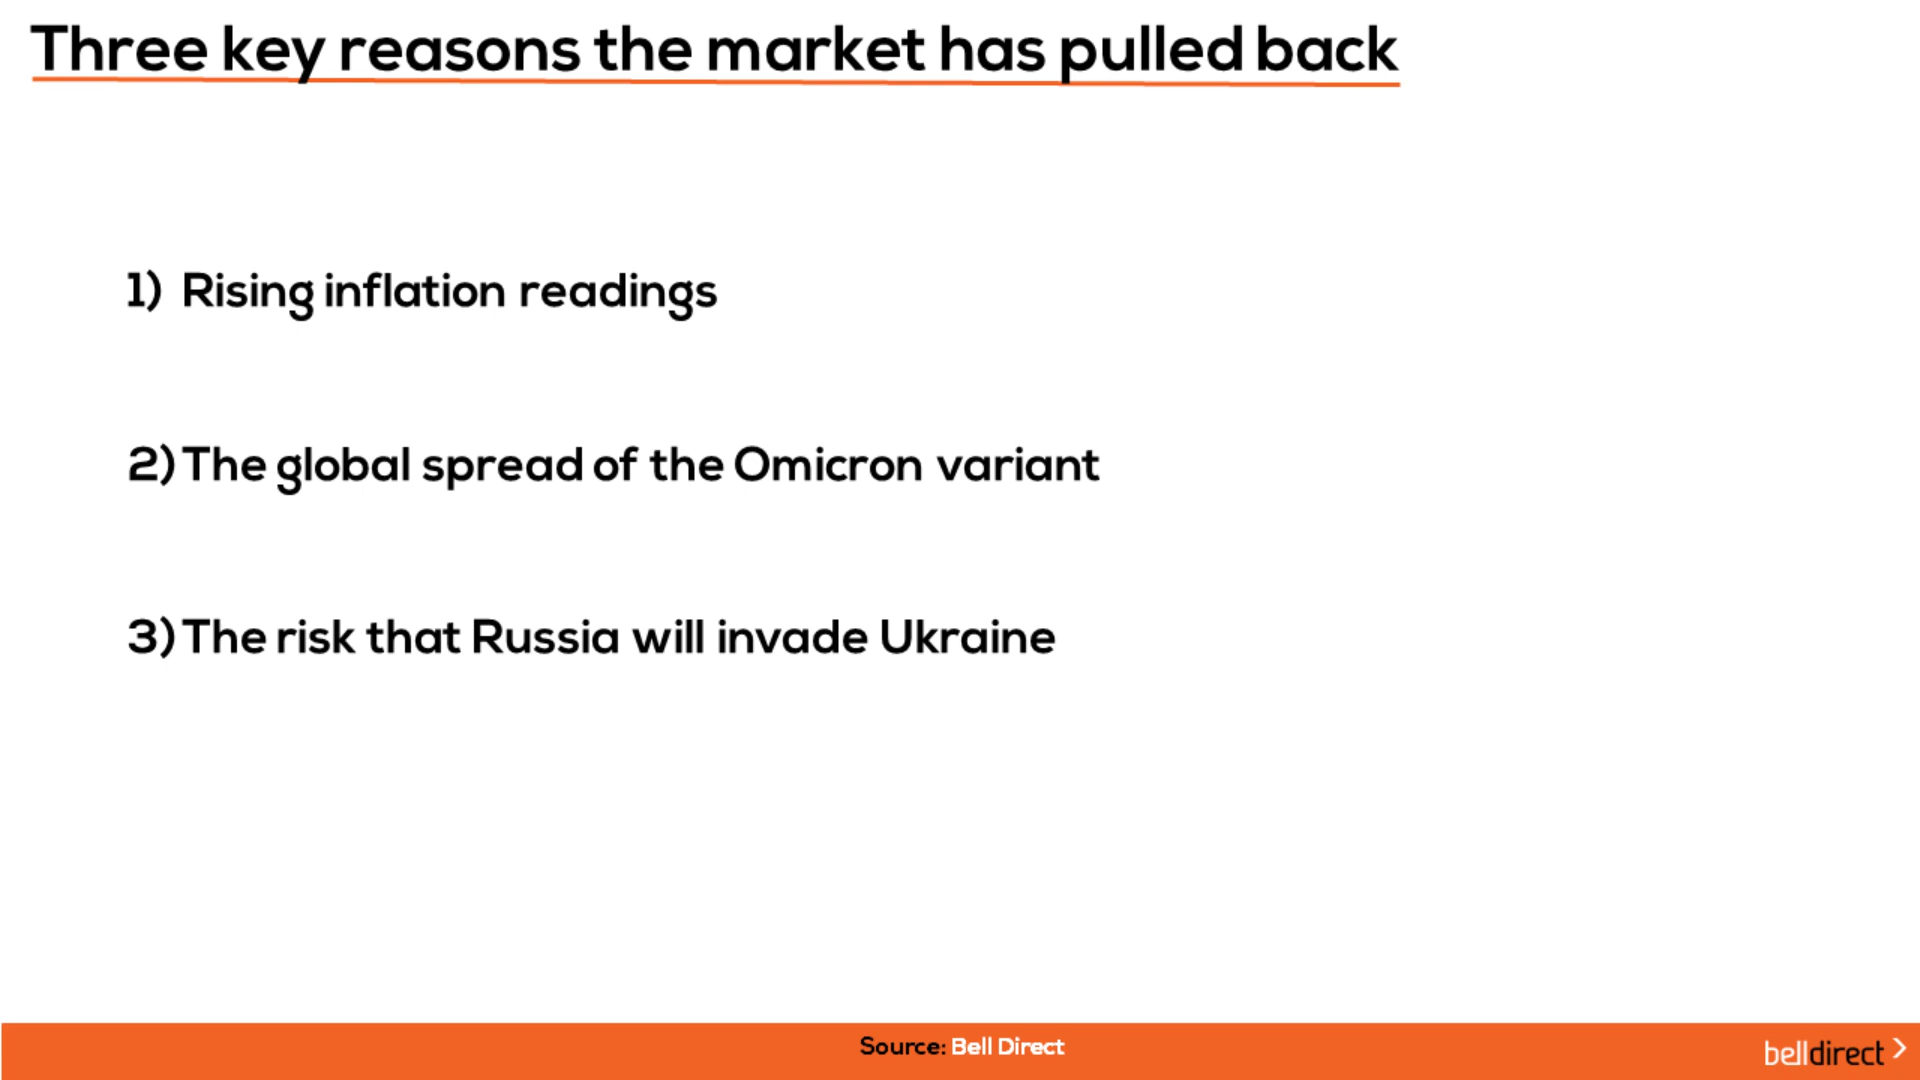 Three key reasons the market has pulled back
1) Rising inflation readings
2) The global spread of the Omicron variant
3) The risk that Russia will invade Ukraine
Source: Bell Direct
belldirect